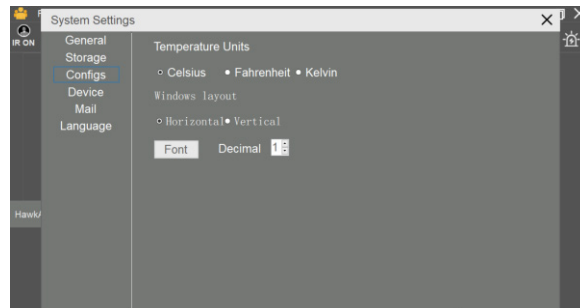 System Settings
IR ON
General
Storage
Configs
Device
Mail
Language
Temperature Units
Celsius Fahrenheit Kelvin
Windows layout
Horizontal Vertical
Font Decimal 1